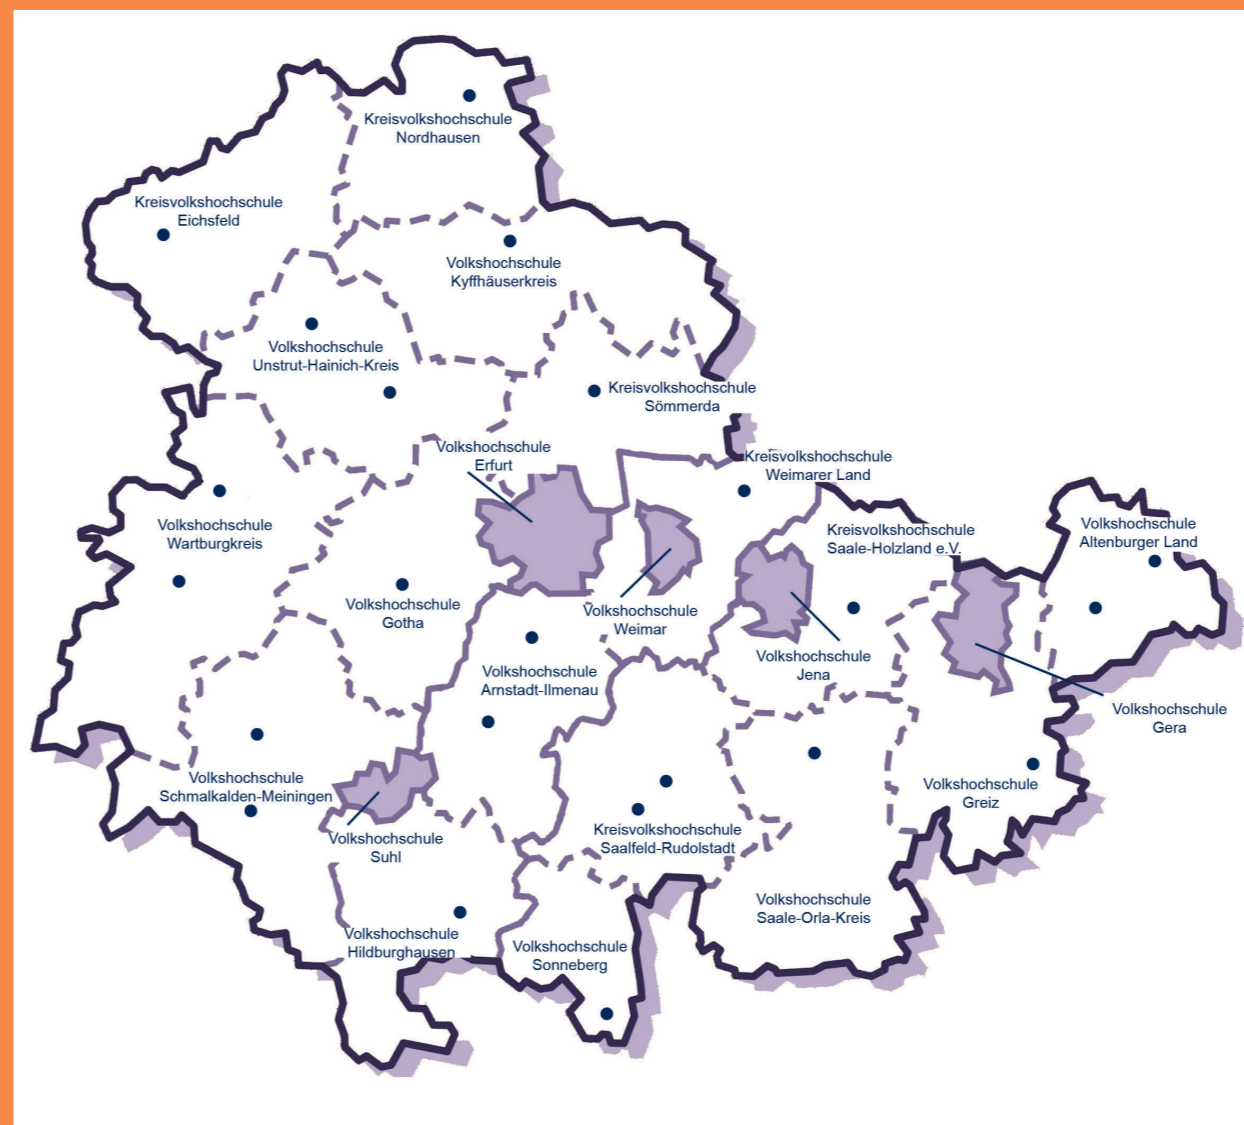 Kreisvolkshochschule
Nordhausen
Kreisvolkshochschule
Eichsfeld
Volkshochschule
Kyffhäuserkreis
Volkshochschule
Unstrut-Hainich-Kreis
Kreisvolkshochschule
Sömmerda
Volkshochschule
Erfurt
Kreisvolkshochschule
Weimarer Land
Volkshochschule
Wartburgkreis
Kreisvolkshochschule
Saale-Holzland e.V.
Volkshochschule
Altenburger Land
Volkshochschule
Gotha
Volkshochschule
Weimar
Volkshochschule
Arnstadt-Ilmenau
Volkshochschule
Jena
Volkshochschule
Gera
Volkshochschule
Schmalkalden-Meiningen
Volkshochschule
Greiz
Volkshochschule
Suhl
Kreisvolkshochschule
Saalfeld-Rudolstadt
Volkshochschule
Saale-Orla-Kreis
Volkshochschule
Hildburghausen
Volkshochschule
Sonneberg